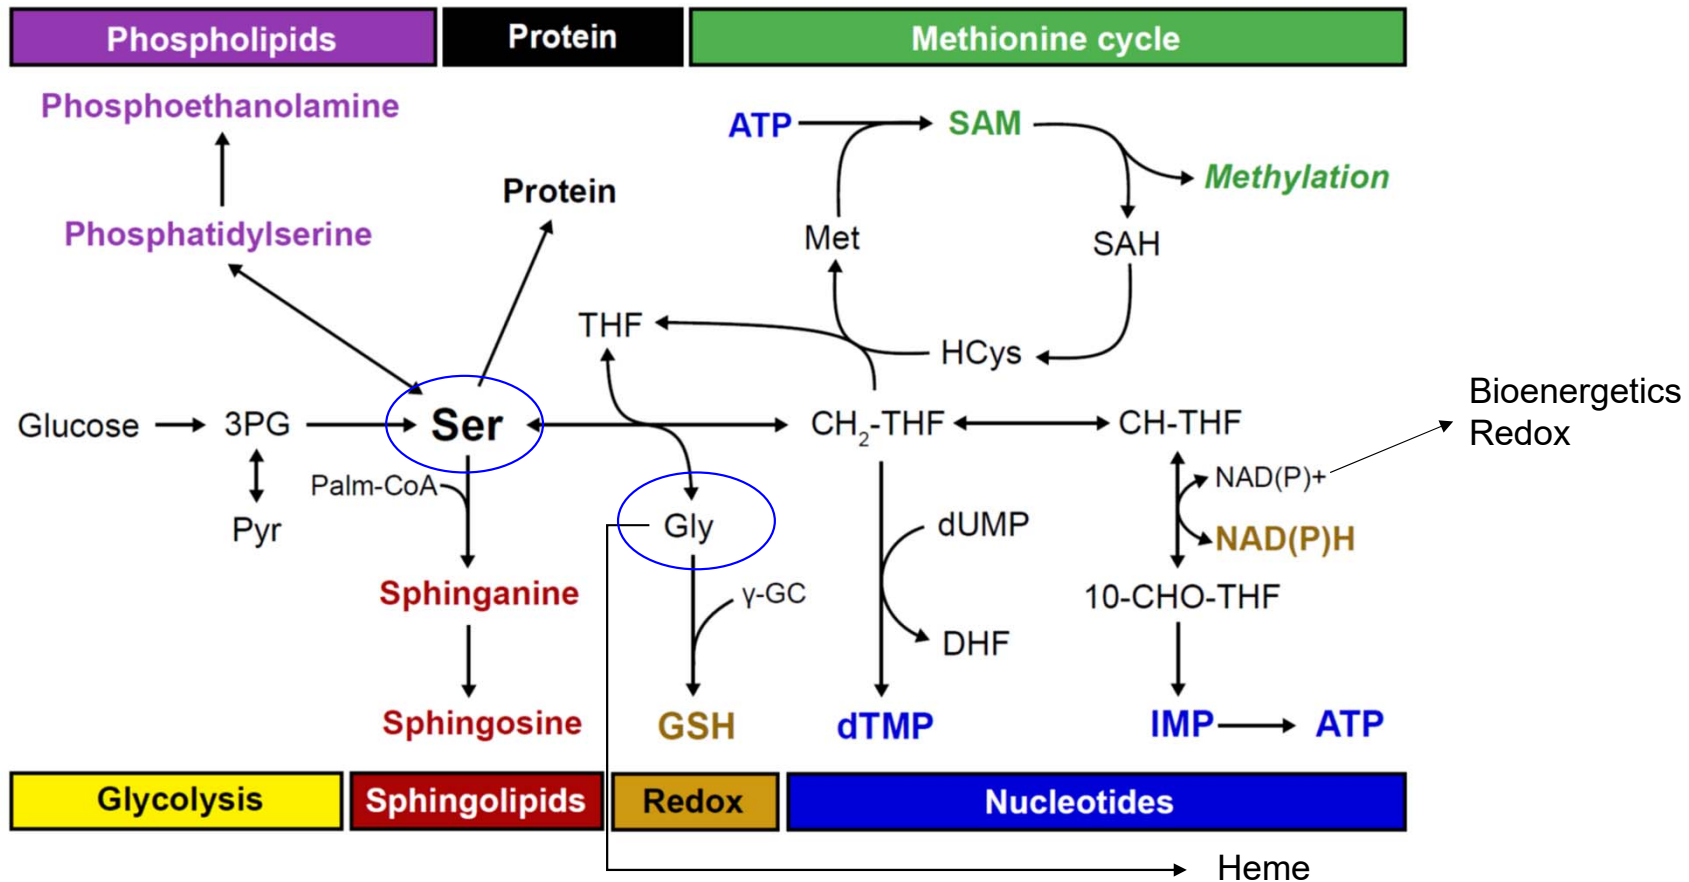 Phospholipids
Protein
Methionine cycle
Phosphoethanolamine
ATP
SAM
Methylation
Protein
Phosphatidylserine
Met
SAH
THF
HCys
Bioenergetics
Redox
Glucose
3PG
Ser
CH2-THF
CH-THF
Palm-CoA
NAD(P)+
Pyr
Gly
dUMP
NAD(P)H
Sphinganine
γ-GC
10-CHO-THF
DHF
Sphingosine
GSH
dTMP
IMP
ATP
Glycolysis
Sphingolipids
Redox
Nucleotides
Heme